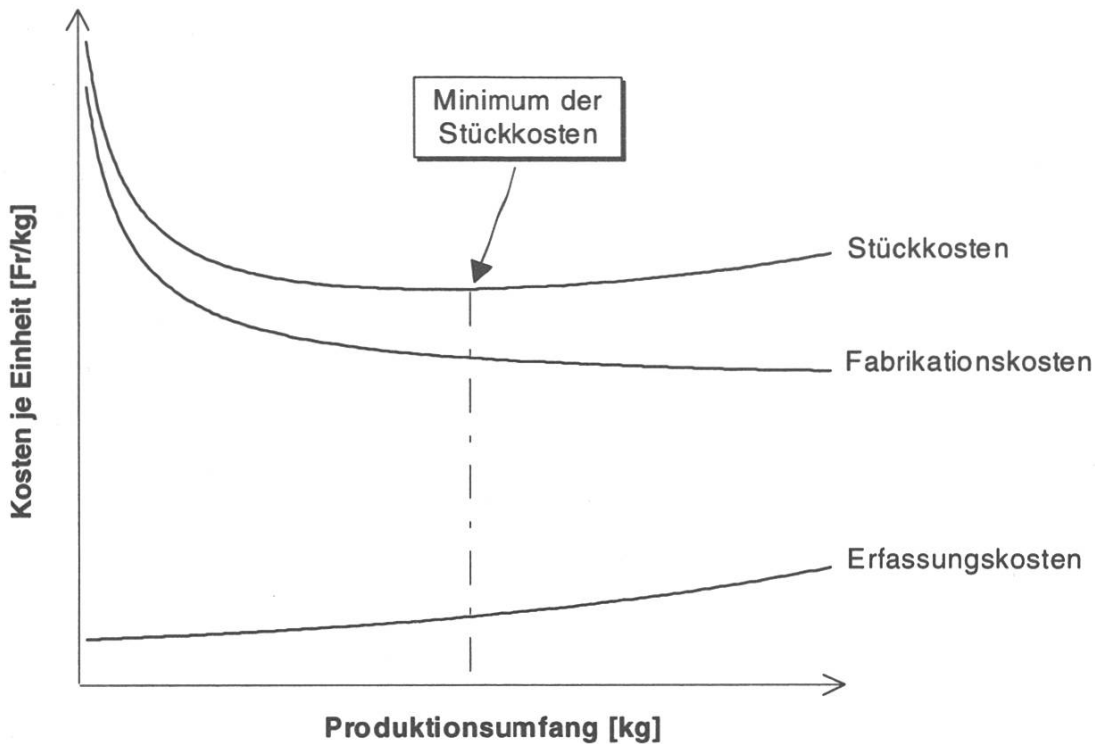 Minimum der
Stückkosten
Kosten je Einheit [Fr/kg]
Stückkosten
Fabrikationskosten
Erfassungskosten
Produktionsumfang [kg]